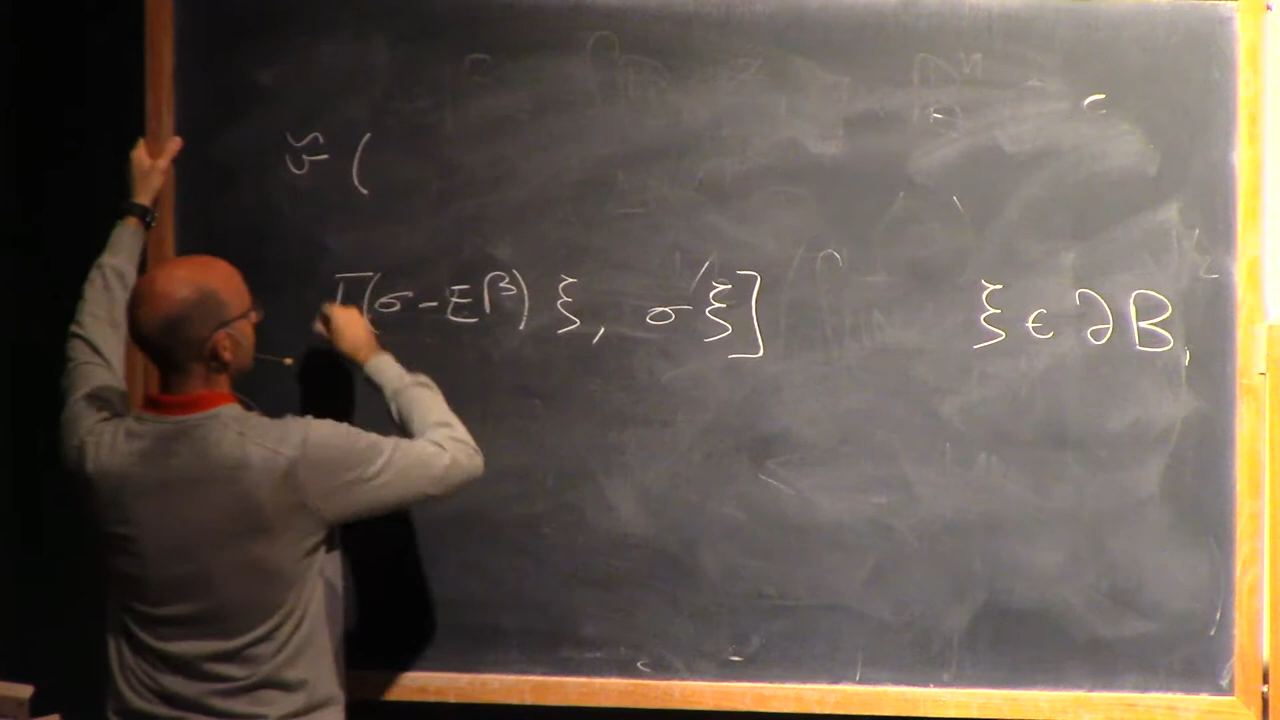 ξ (
[(σ - Eβ) ξ, σ'ξ] ξ ∈ ∂B,